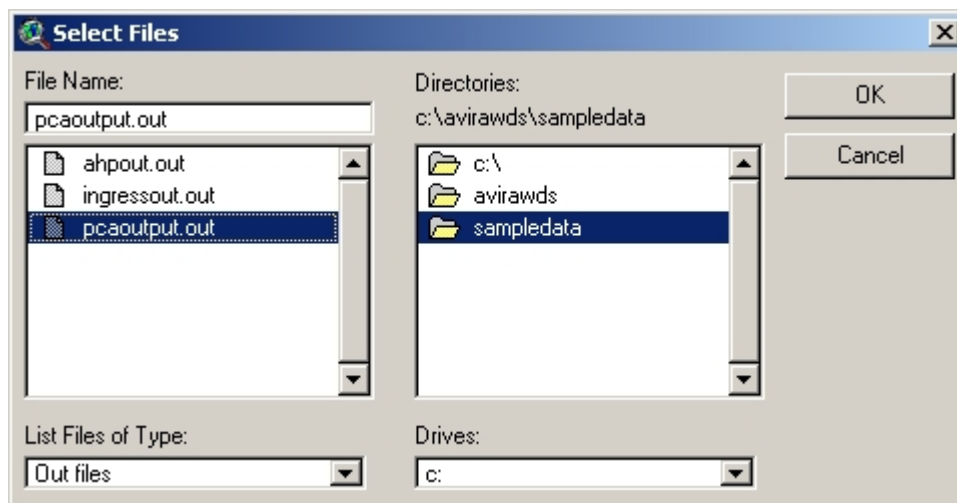 Select Files
File Name:
pcaoutput.out
ahpout.out
ingressout.out
pcaoutput.out
List Files of Type:
Out files
Directories:
c:\avirawds\sampledata
c:\
avirawds
sampledata
Drives:
c:
OK
Cancel